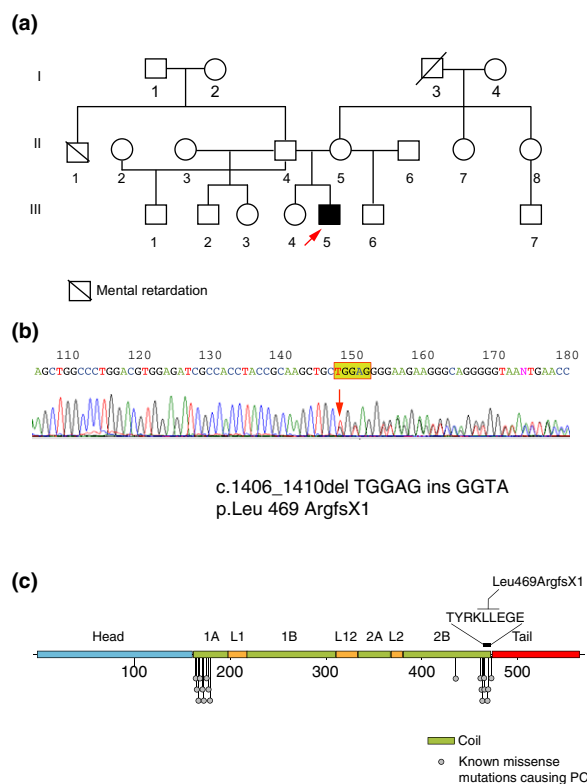 (a)
I
1 2 3 4
II
1 2 3 4 5 6 7 8
III
1 2 3 4 5 6 7
Mental retardation
(b)
110 120 130 140 150 160 170 180
AGCTGGCCCTGGACGTGGAGATCGCCACCTACCGCAAGCTGCTGGAGGGGAAGAAGGGCAGGGGGTAANTGAACC
c.1406_1410del TGGAG ins GGTA
p.Leu 469 ArgfsX1
(c)
Leu469ArgfsX1
TYRKLLEGE
Head 1A L1 1B L12 2A L2 2B Tail
100 200 300 400 500
Coil
Known missense
mutations causing PC